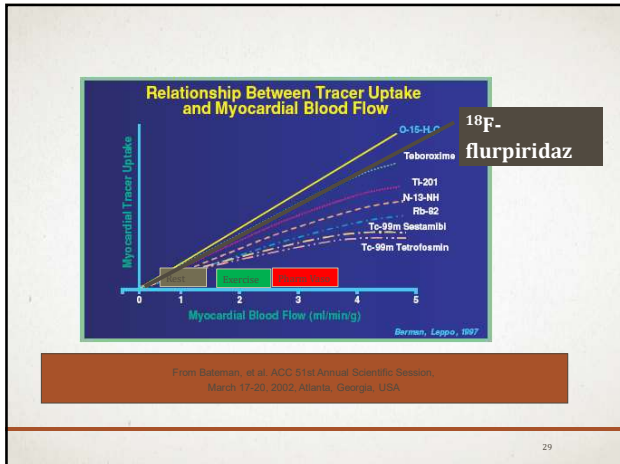 Relationship Between Tracer Uptake
and Myocardial Blood Flow
O-15-H
¹⁸F-
flurpiridaz
Teboroxime
Tl-201
N-13-NH
Rb-82
Tc-99m Sestamibi
Tc-99m Tetrofosmin
Myocardial Tracer Uptake
Rest
Exercise
0 1 2 3 4 5
Myocardial Blood Flow (ml/min/g)
Berman, Leppo, 1997
From Bateman, et al. ACC 51st Annual Scientific Session,
March 17-20, 2002, Atlanta, Georgia, USA
29